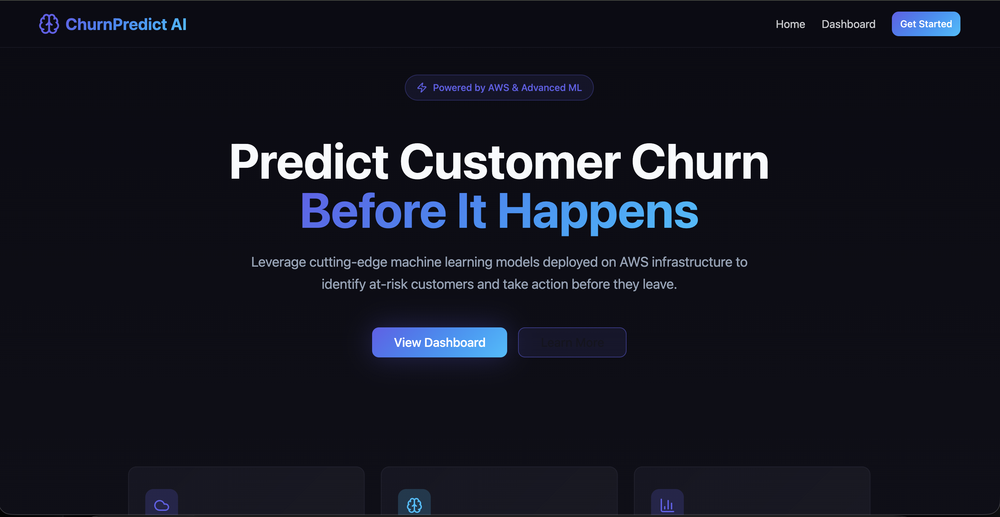 ChurnPredict AI
Home
Dashboard
Get Started
Powered by AWS & Advanced ML
Predict Customer Churn
Before It Happens
Leverage cutting-edge machine learning models deployed on AWS infrastructure to
identify at-risk customers and take action before they leave.
View Dashboard
Learn More